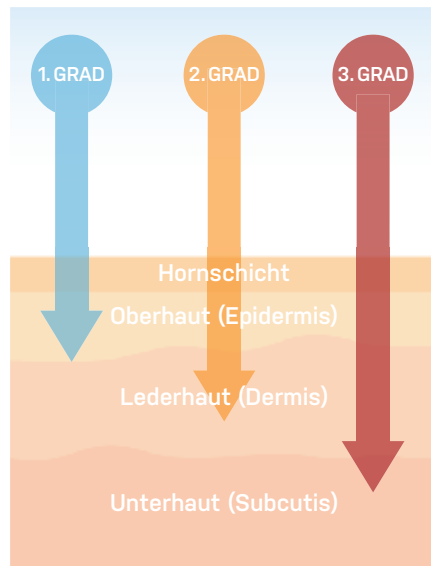 1. GRAD
2. GRAD
3. GRAD
Hornschicht
Oberhaut (Epidermis)
Lederhaut (Dermis)
Unterhaut (Subcutis)